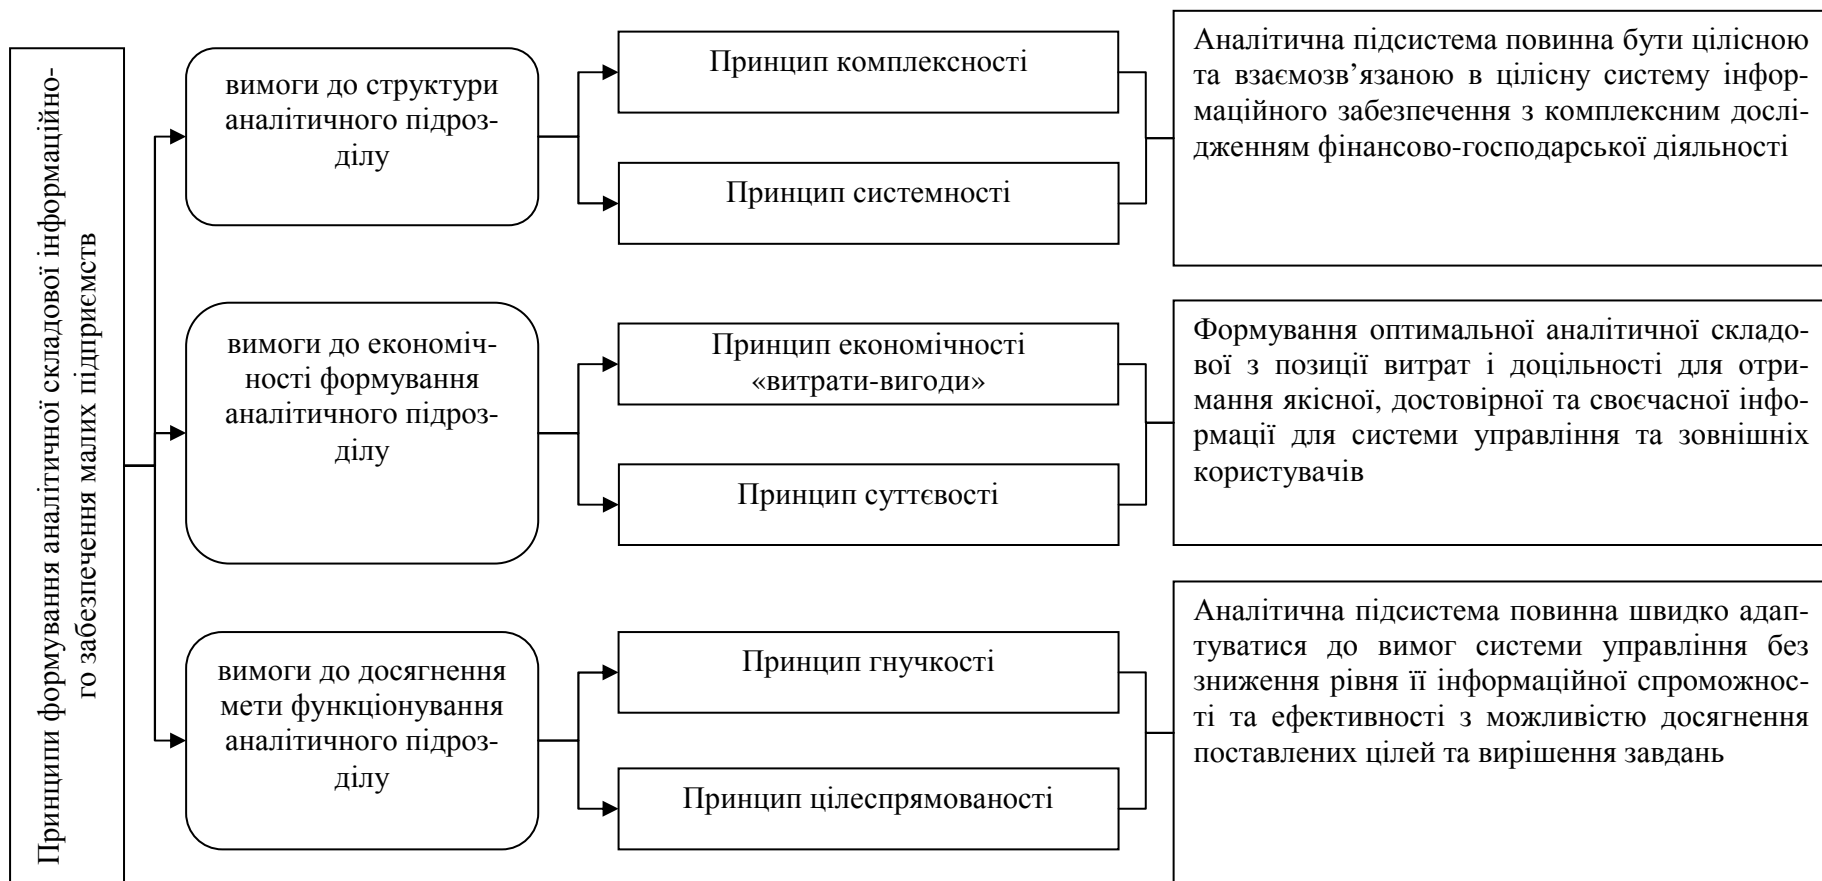 Принципи формування аналітичної складової інформаційно-
го забезпечення малих підприємств
вимоги до структури
аналітичного підроз-
ділу
Принцип комплексності
Принцип системності
Аналітична підсистема повинна бути цілісною
та взаємозв’язаною в цілісну систему інфор-
маційного забезпечення з комплексним дослі-
дженням фінансово-господарської діяльності
вимоги до економіч-
ності формування
аналітичного підроз-
ділу
Принцип економічності
«витрати-вигоди»
Принцип суттєвості
Формування оптимальної аналітичної складо-
вої з позиції витрат і доцільності для отри-
мання якісної, достовірної та своєчасної інфо-
рмації для системи управління та зовнішніх
користувачів
вимоги до досягнення
мети функціонування
аналітичного підроз-
ділу
Принцип гнучкості
Принцип цілеспрямованості
Аналітична підсистема повинна швидко адап-
туватися до вимог системи управління без
зниження рівня її інформаційної спроможнос-
ті та ефективності з можливістю досягнення
поставлених цілей та вирішення завдань